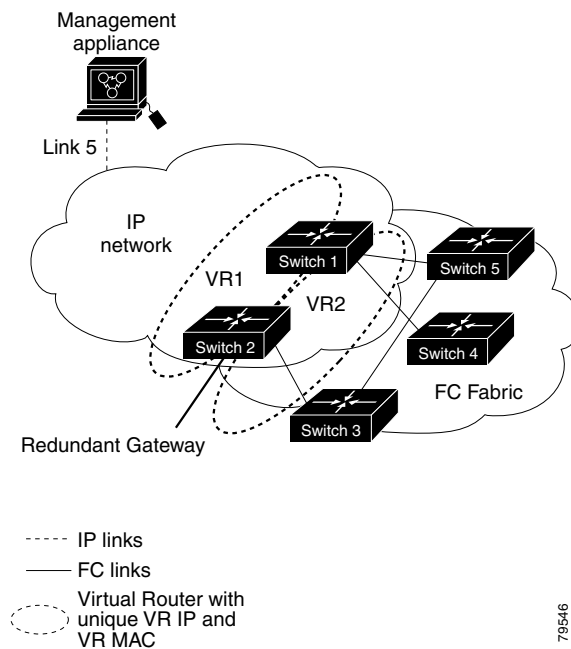 Management
appliance
Link 5
IP
network
VR1
VR2
Switch 1
Switch 5
Switch 2
Switch 4
FC Fabric
Switch 3
Redundant Gateway
IP links
FC links
Virtual Router with
unique VR IP and
VR MAC
79546